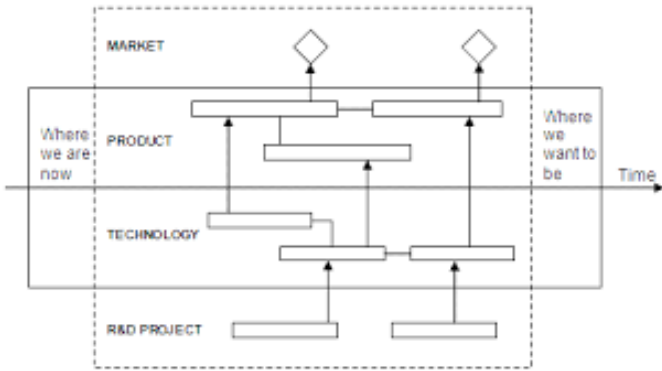 MARKET
Where
we are
now
PRODUCT
Where
we
want to
be
Time
TECHNOLOGY
R&D PROJECT